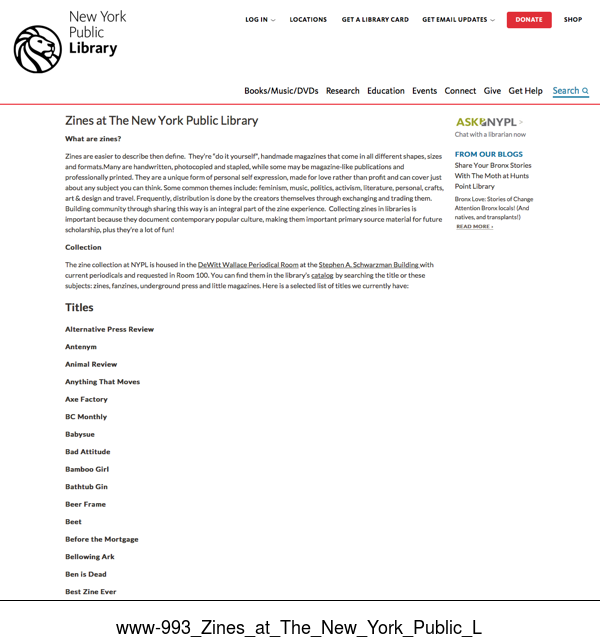 New York
Public
Library
LOG IN
LOCATIONS
GET A LIBRARY CARD
GET EMAIL UPDATES
DONATE
SHOP
Books/Music/DVDs Research Education Events Connect Give Get Help Search
Zines at The New York Public Library
What are zines?
Zines are easier to describe then define. They're "do it yourself", handmade magazines that come in all different shapes, sizes
and formats.Many are handwritten, photocopied and stapled, while some may be magazine-like publications and
professionally printed. They are a unique form of personal self expression, made for love rather than profit and can cover just
about any subject you can think. Some common themes include: feminism, music, politics, activism, literature, personal, crafts,
art & design and travel. Frequently, distribution is done by the creators themselves through exchanging and trading them.
Building community through sharing this way is an integral part of the zine experience. Collecting zines in libraries is
important because they document contemporary popular culture, making them important primary source material for future
scholarship, plus they're a lot of fun!
Collection
The zine collection at NYPL is housed in the DeWitt Wallace Periodical Room at the Stephen A. Schwarzman Building with
current periodicals and requested in Room 100. You can find them in the library's catalog by searching the title or these
subjects: zines, fanzines, underground press and little magazines. Here is a selected list of titles we currently have:
Titles
Alternative Press Review
Antenym
Animal Review
Anything That Moves
Axe Factory
BC Monthly
Babysue
Bad Attitude
Bamboo Girl
Bathtub Gin
Beer Frame
Beet
Before the Mortgage
Bellowing Ark
Ben is Dead
Best Zine Ever
ASK NYPL >
Chat with a librarian now
FROM OUR BLOGS
Share Your Bronx Stories
With The Moth at Hunts
Point Library
Bronx Love: Stories of Change
Attention Bronx locals! (And
natives, and transplants!)
READ MORE ›
www-993_Zines_at_The_New_York_Public_L